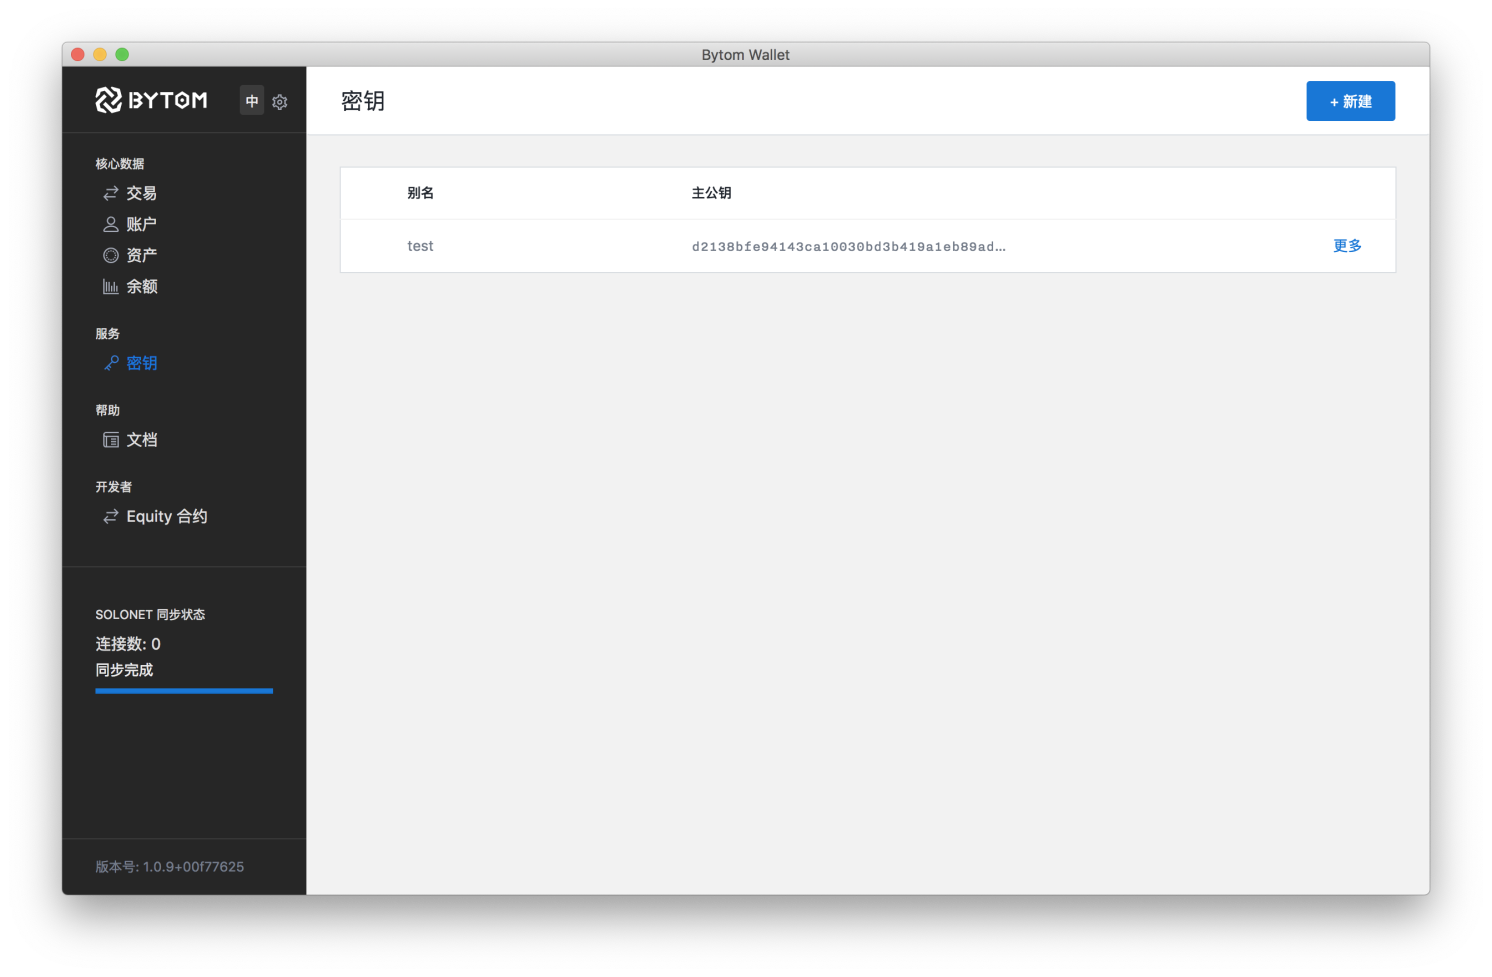 Bytom Wallet
BYTOM 中
密钥
+ 新建
核心数据
交易
账户
资产
余额
服务
密钥
帮助
文档
开发者
Equity 合约
SOLONET 同步状态
连接数: 0
同步完成
版本号: 1.0.9+00f77625
别名 主公钥
test d2138bfe94143ca10030bd3b419a1eb89ad... 更多